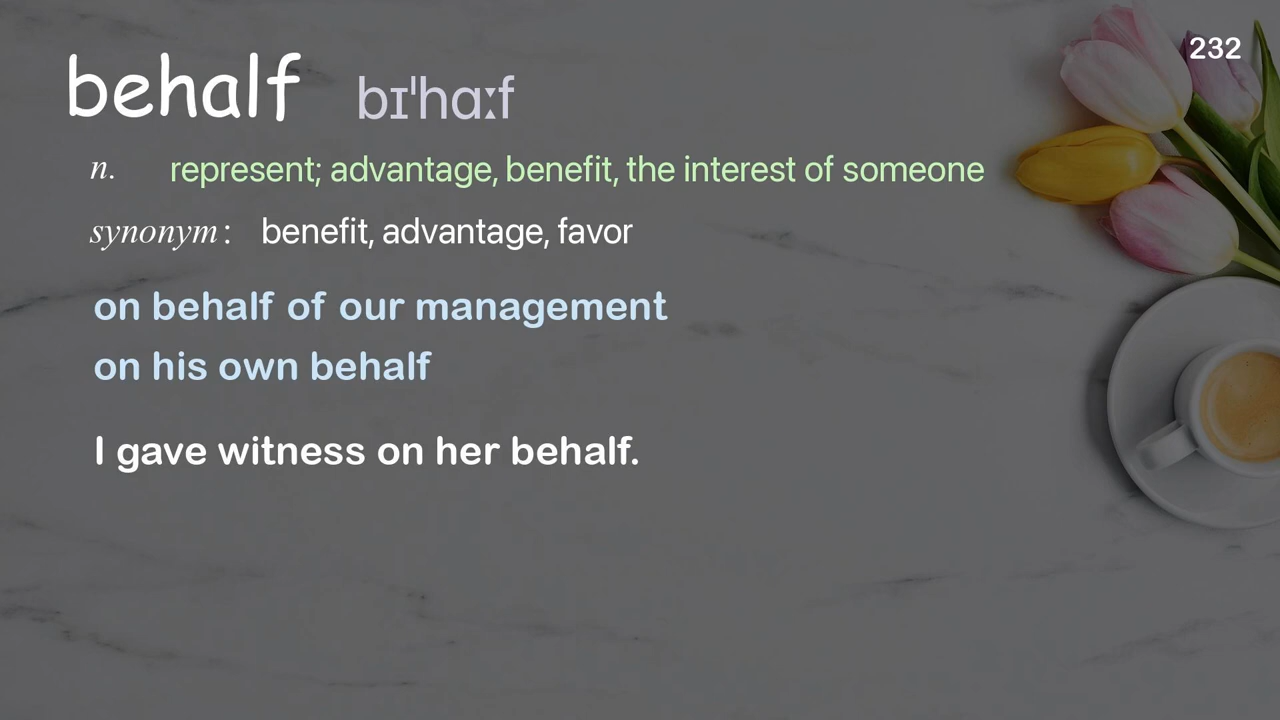 232
behalf bɪˈhɑːf
n. represent; advantage, benefit, the interest of someone
synonym: benefit, advantage, favor
on behalf of our management
on his own behalf
I gave witness on her behalf.